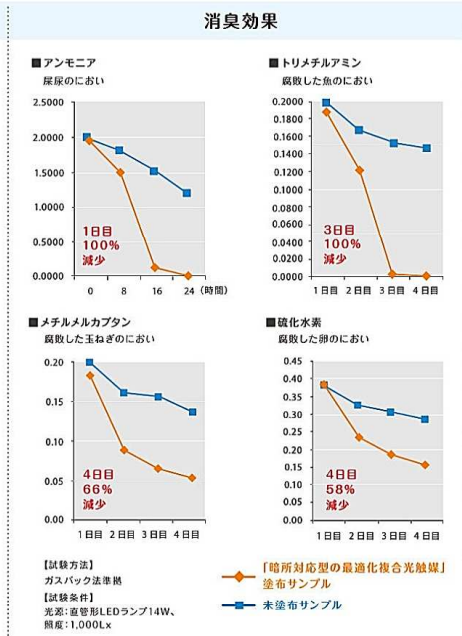 消臭効果
■アンモニア
屎尿のにおい
2.5000
2.0000
1.5000
1.0000
0.5000
0.0000
1日目
100%
減少
0 8 16 24 (時間)
■トリメチルアミン
腐敗した魚のにおい
0.2000
0.1800
0.1600
0.1400
0.1200
0.1000
0.0800
0.0600
0.0400
0.0200
0.0000
3日目
100%
減少
1日目 2日目 3日目 4日目
■メチルメルカプタン
腐敗した玉ねぎのにおい
0.20
0.15
0.10
0.05
0.00
4日目
66%
減少
1日目 2日目 3日目 4日目
■硫化水素
腐敗した卵のにおい
0.45
0.40
0.35
0.30
0.25
0.20
0.15
0.10
0.05
0.00
4日目
58%
減少
1日目 2日目 3日目 4日目
【試験方法】
ガスバック法準拠
【試験条件】
光源:直管形LEDランプ14W、
照度:1,000Lx
「暗所対応型の最適化複合光触媒」
塗布サンプル
未塗布サンプル